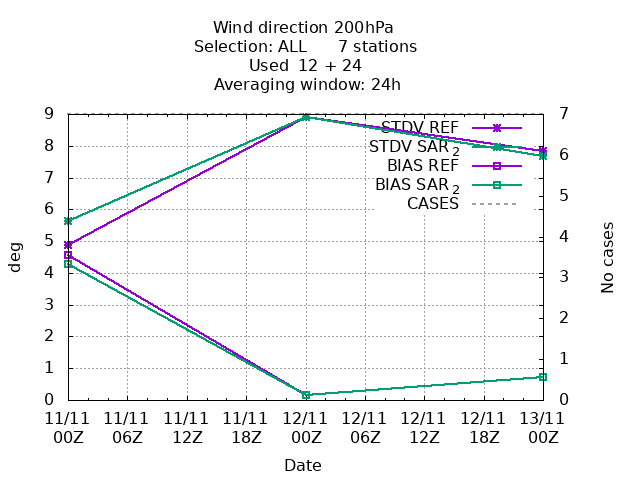 Wind direction 200hPa
Selection: ALL 7 stations
Used 12 + 24
Averaging window: 24h
deg
9
8
7
6
5
4
3
2
1
0
STDV REF
STDV SAR 2
BIAS REF
BIAS SAR 2
CASES
7
6
5
4
3
2
1
0
No cases
11/11 11/11 11/11 11/11 12/11 12/11 12/11 12/11 13/11
00Z 06Z 12Z 18Z 00Z 06Z 12Z 18Z 00Z
Date